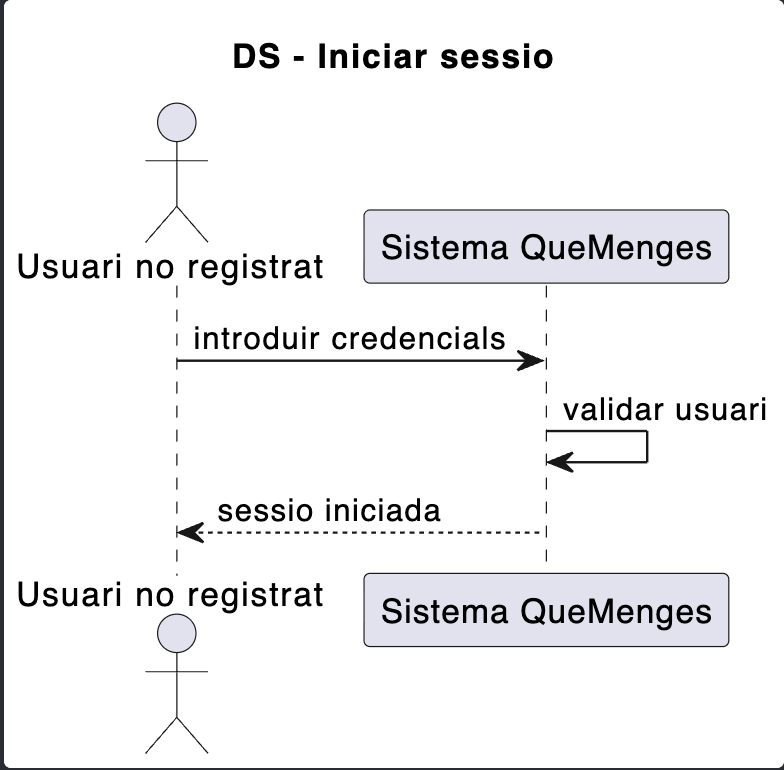 DS - Iniciar sessio
Usuari no registrat
Sistema QueMenges
introduir credencials
validar usuari
sessio iniciada
Usuari no registrat
Sistema QueMenges